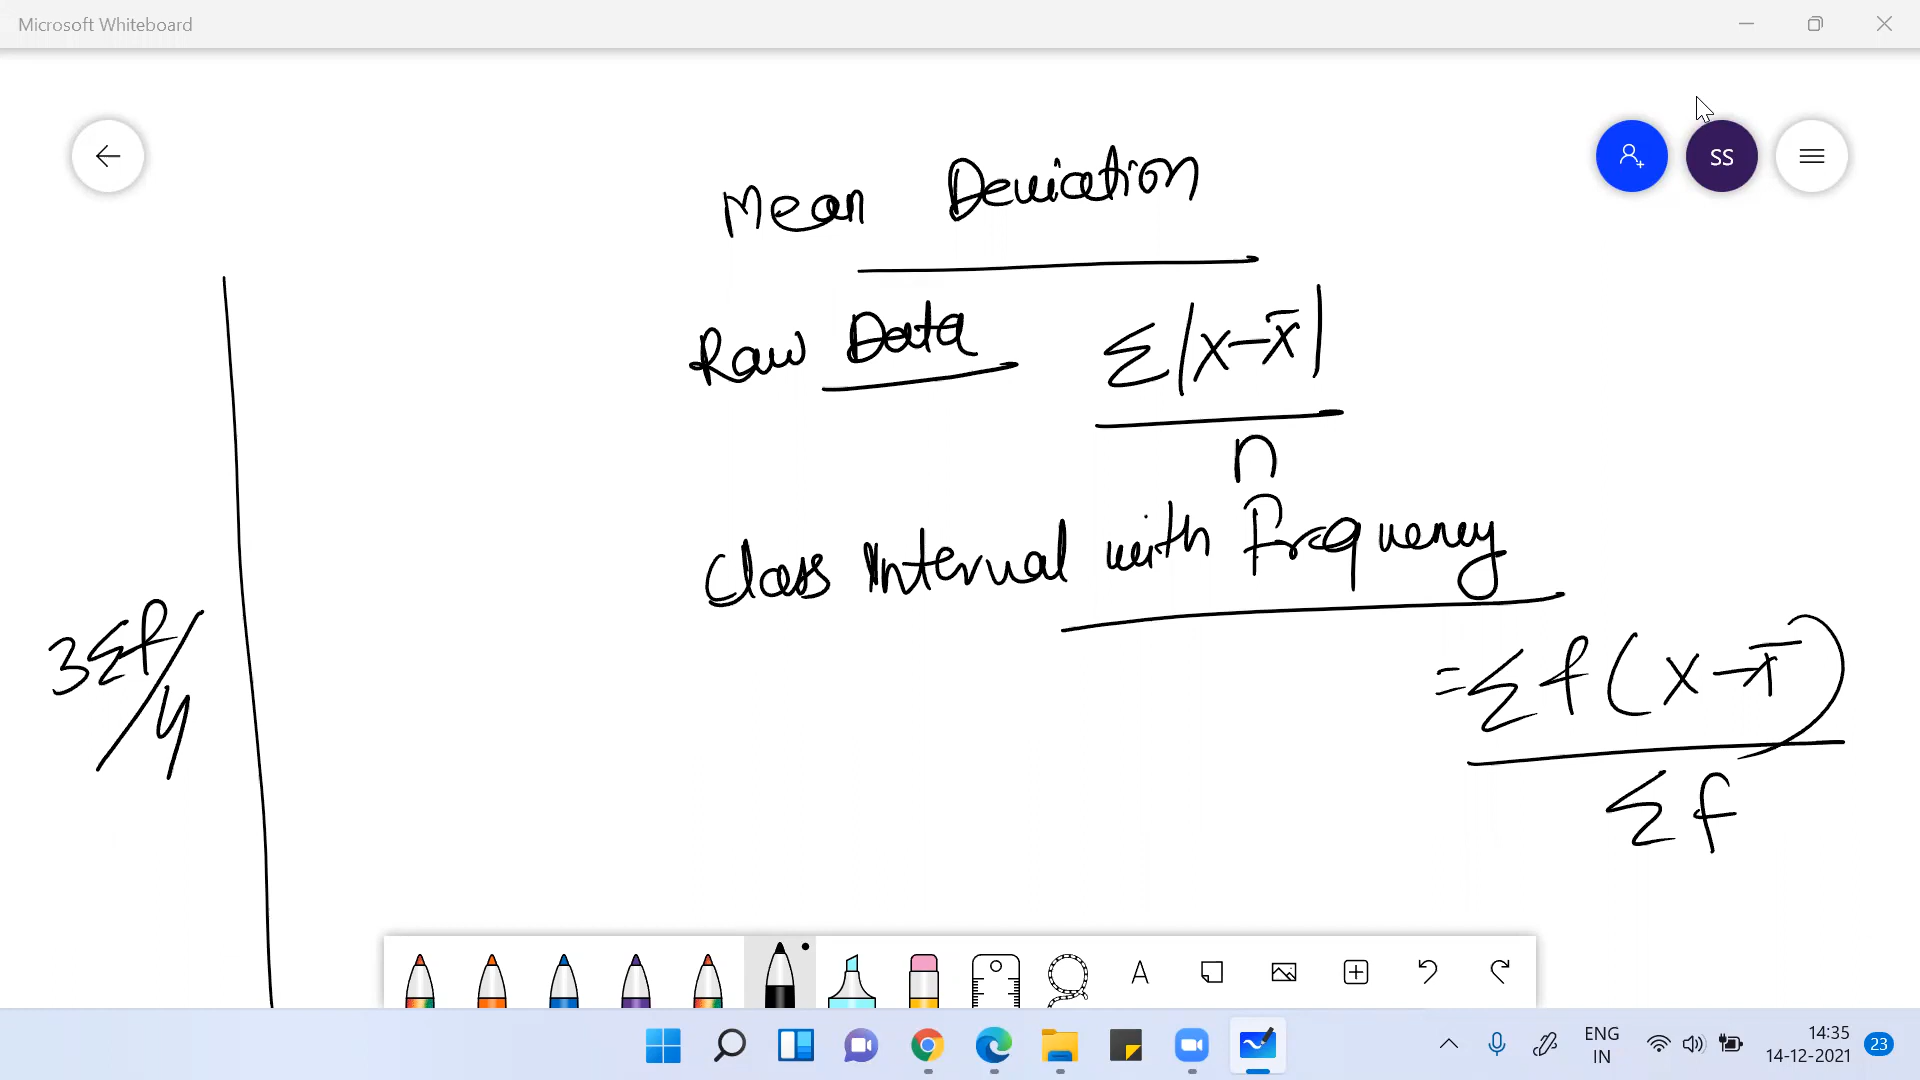 Microsoft Whiteboard
SS
Mean Deviation
Raw Data Σ|x-x̄|
n
Class Interval with Frequency
3Σf/4
= Σf(x-x̄)
Σf
A
ENG
IN
14:35
14-12-2021
23